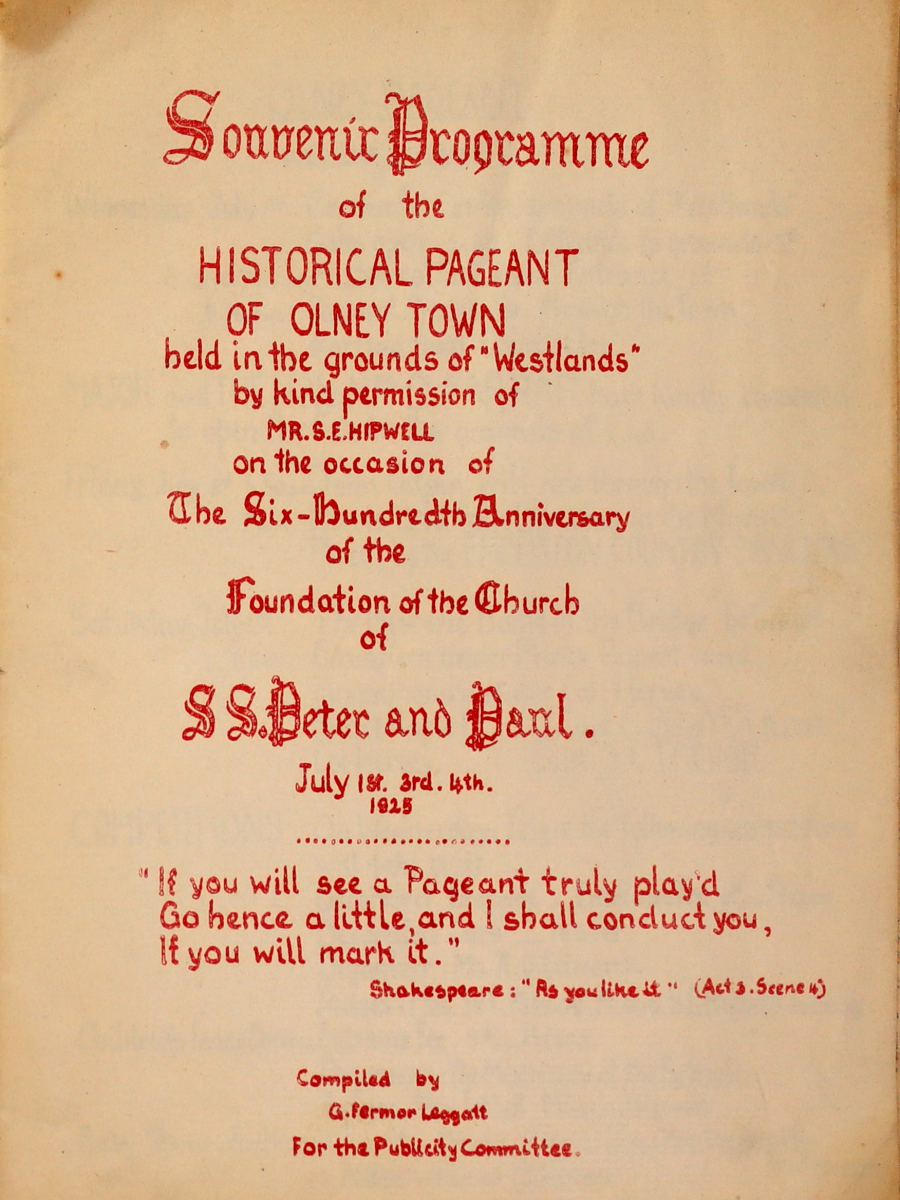 Souvenir Programme
of the
HISTORICAL PAGEANT
OF OLNEY TOWN
held in the grounds of "Westlands"
by kind permission of
MR. S. E. HIPWELL
on the occasion of
The Six-Hundredth Anniversary
of the
Foundation of the Church
of
S S. Peter and Paul.
July 1st. 3rd. 4th.
1925
"If you will see a Pageant truly play'd
Go hence a little, and I shall conduct you,
If you will mark it."
Shakespeare: "As you like it" (Act 3. Scene 4)
Compiled by
G. Fermor Leggatt
For the Publicity Committee.